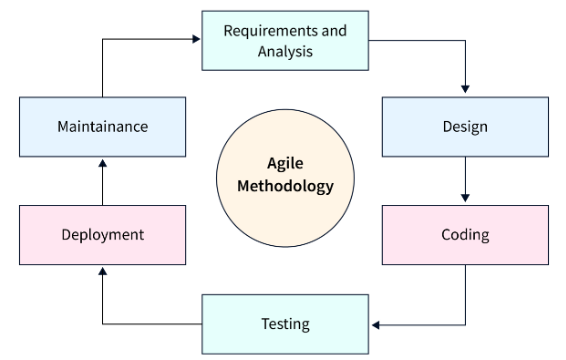 Requirements and
Analysis
Maintainance
Design
Agile
Methodology
Deployment
Coding
Testing